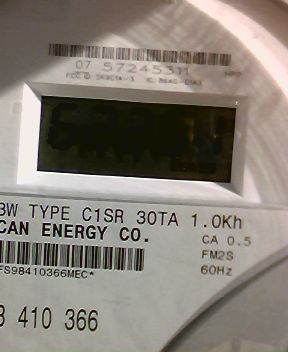 07 57245311
3W TYPE C1SR 30TA 1.0Kh
CAN ENERGY CO.
CA 0.5
FM2S
60Hz
FS98410366MEC*
3 410 366